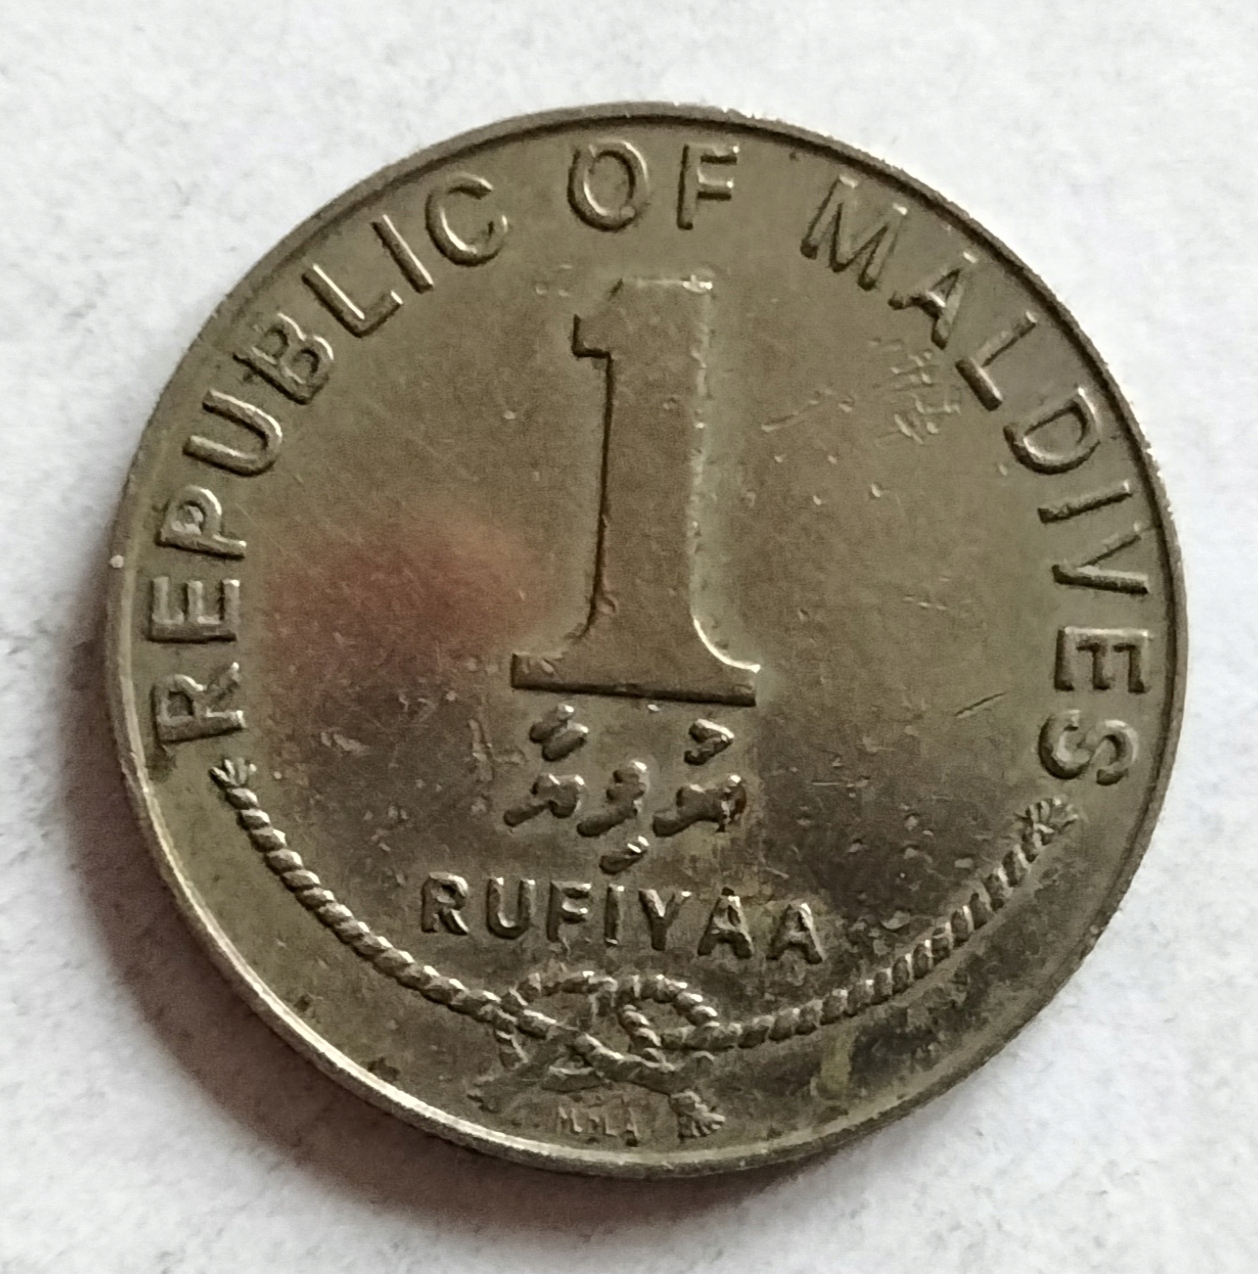 REPUBLIC OF MALDIVES
1
ރުފިޔާ
RUFIYAA